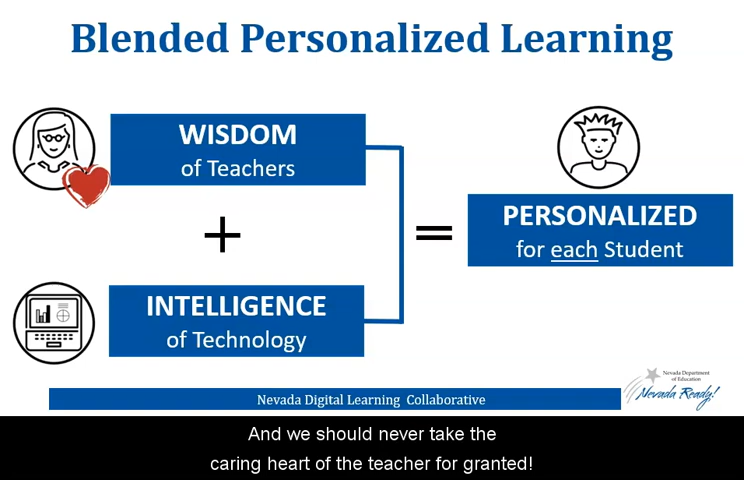 Blended Personalized Learning
WISDOM
of Teachers
+
INTELLIGENCE
of Technology
=
PERSONALIZED
for each Student
Nevada Digital Learning Collaborative
Nevada Department
of Education
Nevada Ready!
And we should never take the
caring heart of the teacher for granted!